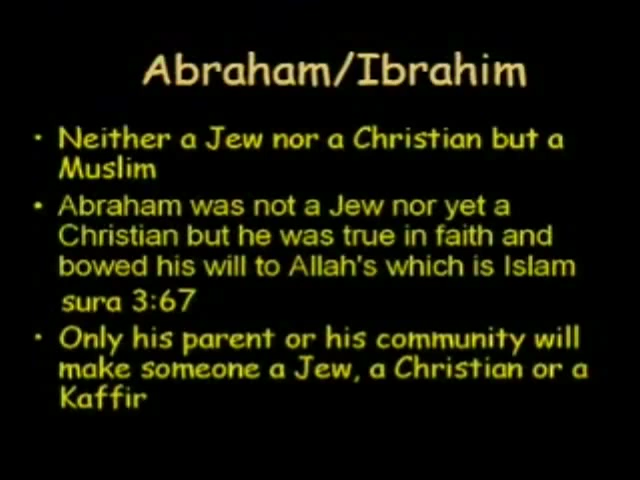 Abraham/Ibrahim
• Neither a Jew nor a Christian but a
Muslim
• Abraham was not a Jew nor yet a
Christian but he was true in faith and
bowed his will to Allah's which is Islam
sura 3:67
• Only his parent or his community will
make someone a Jew, a Christian or a
Kaffir